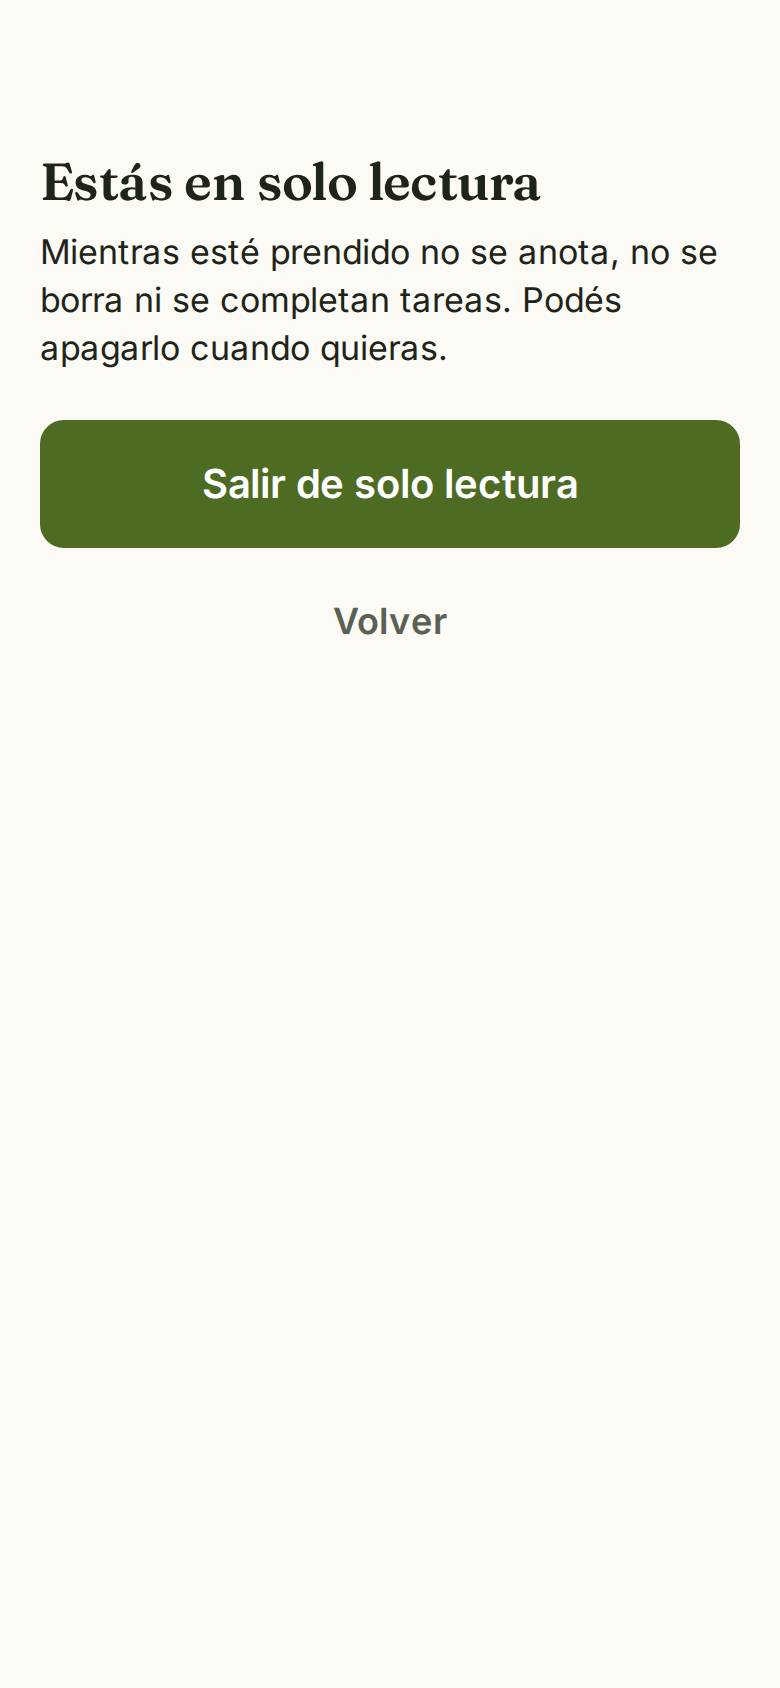 Estás en solo lectura
Mientras esté prendido no se anota, no se
borra ni se completan tareas. Podés
apagarlo cuando quieras.
Salir de solo lectura
Volver